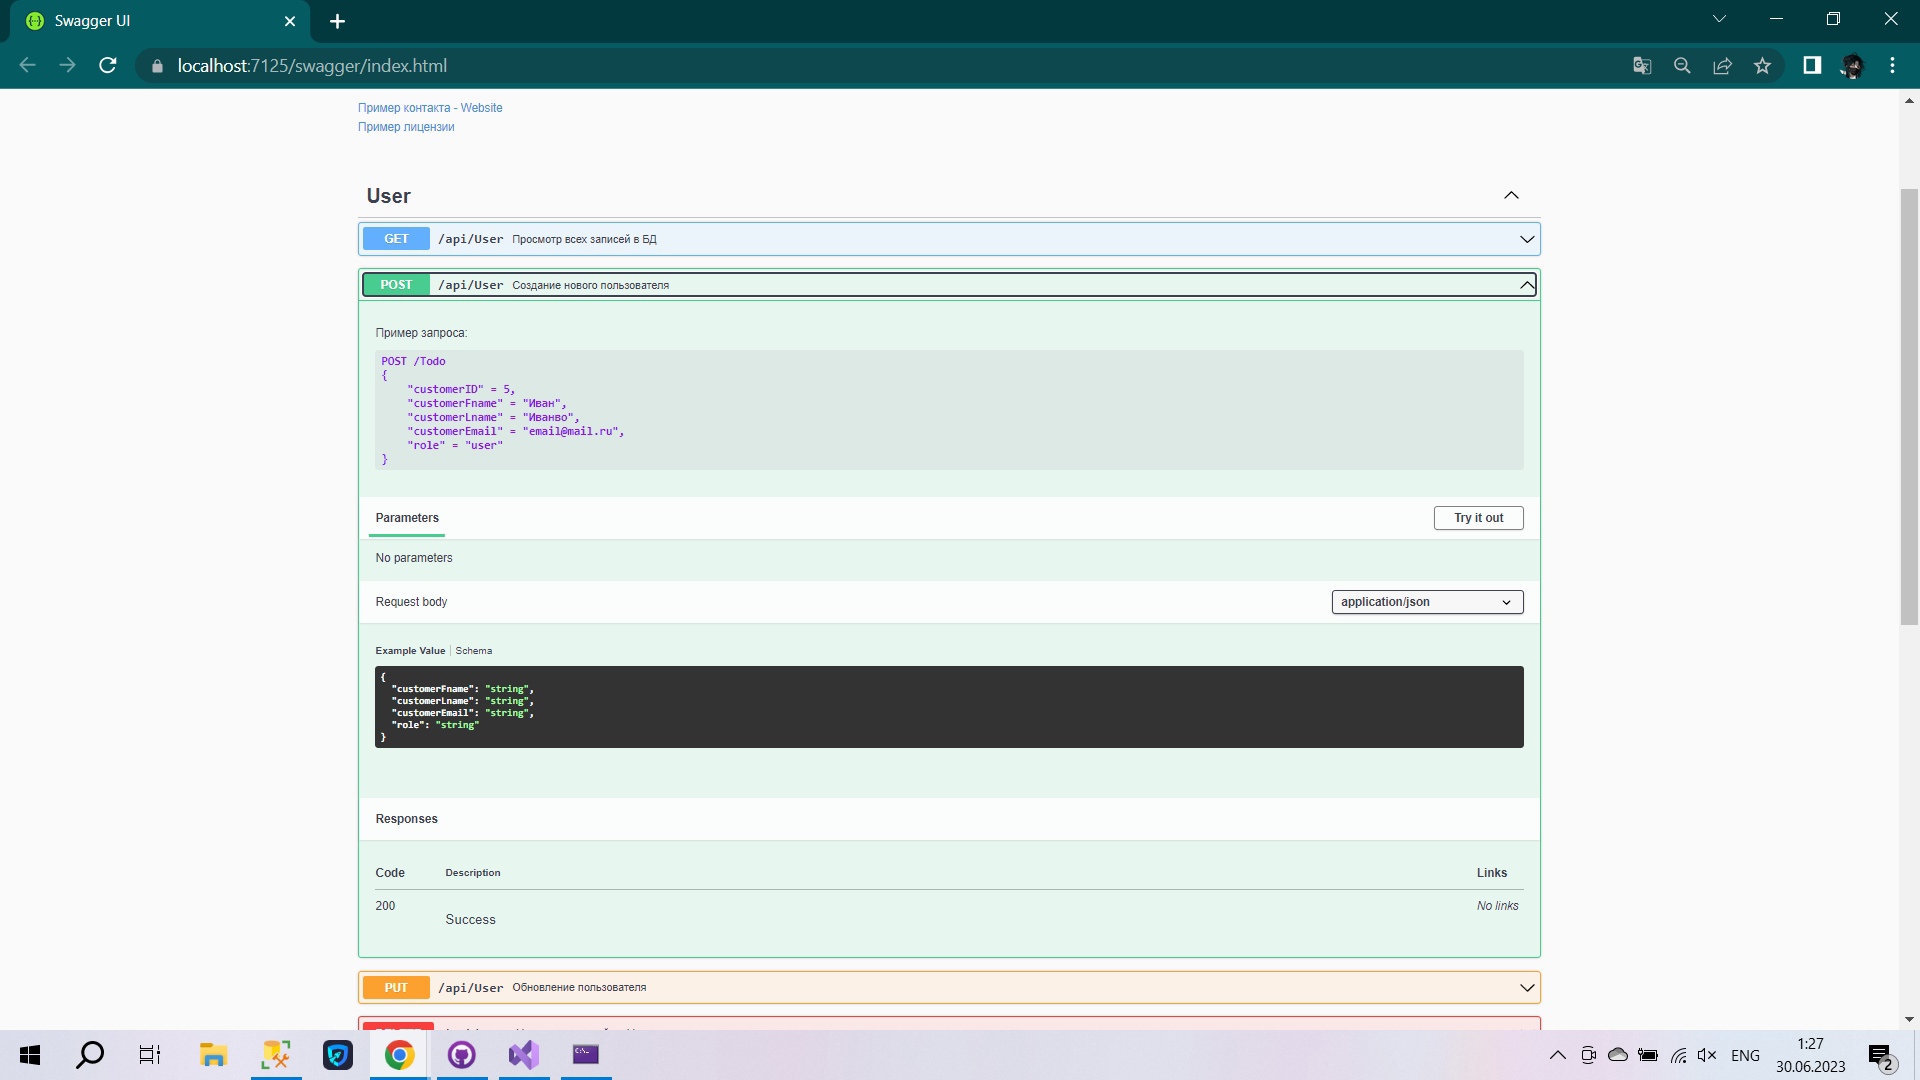 Swagger UI
localhost:7125/swagger/index.html
Пример контакта - Website
Пример лицензии
User
GET /api/User Просмотр всех записей в БД
POST /api/User Создание нового пользователя
Пример запроса:
POST /Todo
{
"customerID" = 5,
"customerFname" = "Иван",
"customerLname" = "Иванво",
"customerEmail" = "email@mail.ru",
"role" = "user"
}
Parameters
Try it out
No parameters
Request body
application/json
Example Value | Schema
{
"customerFname": "string",
"customerLname": "string",
"customerEmail": "string",
"role": "string"
}
Responses
Code Description Links
200 Success No links
PUT /api/User Обновление пользователя
ENG
1:27
30.06.2023
2